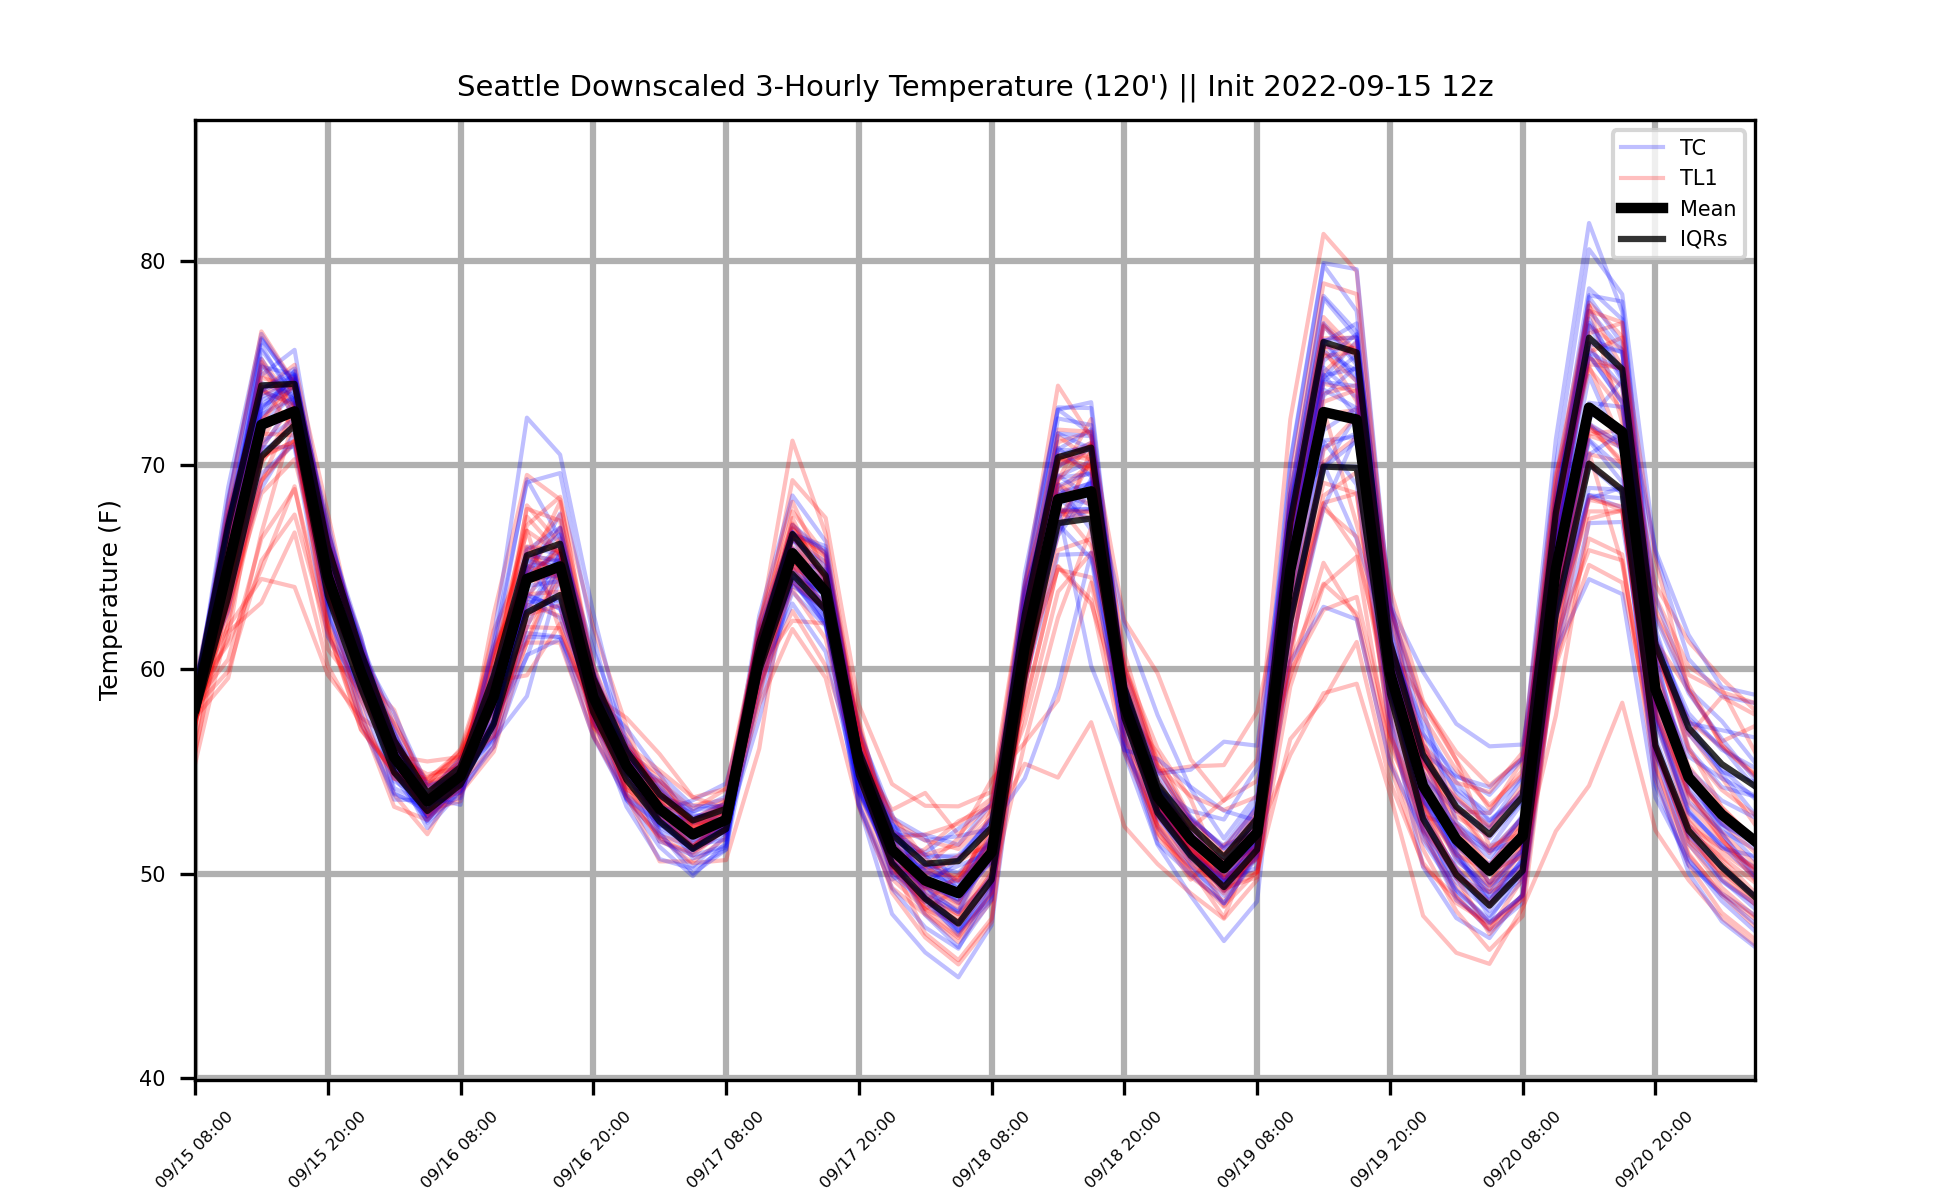 Seattle Downscaled 3-Hourly Temperature (120') || Init 2022-09-15 12z
TC
TL1
Mean
IQRs
Temperature (F)
80
70
60
50
40
09/15 08:00
09/15 20:00
09/16 08:00
09/16 20:00
09/17 08:00
09/17 20:00
09/18 08:00
09/18 20:00
09/19 08:00
09/19 20:00
09/20 08:00
09/20 20:00